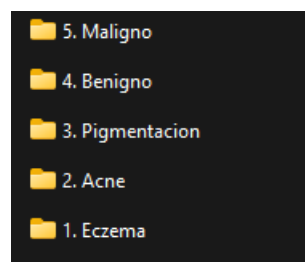 5. Maligno
4. Benigno
3. Pigmentacion
2. Acne
1. Eczema